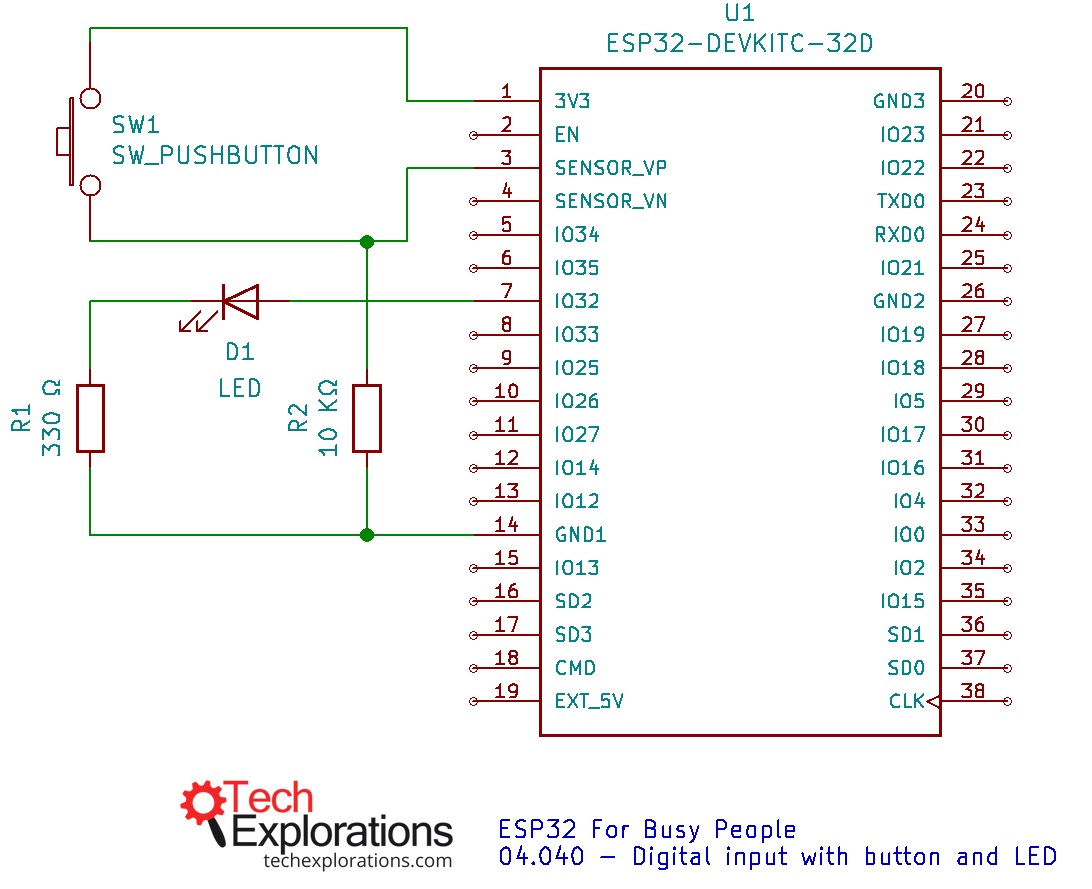 U1
ESP32-DEVKITC-32D
SW1
SW_PUSHBUTTON
D1
LED
R1
330 Ω
R2
10 KΩ
1 3V3
2 EN
3 SENSOR_VP
4 SENSOR_VN
5 IO34
6 IO35
7 IO32
8 IO33
9 IO25
10 IO26
11 IO27
12 IO14
13 IO12
14 GND1
15 IO13
16 SD2
17 SD3
18 CMD
19 EXT_5V
GND3 20
IO23 21
IO22 22
TXD0 23
RXD0 24
IO21 25
GND2 26
IO19 27
IO18 28
IO5 29
IO17 30
IO16 31
IO4 32
IO0 33
IO2 34
IO15 35
SD1 36
SD0 37
CLK 38
Tech
Explorations
techexplorations.com
ESP32 For Busy People
04.040 - Digital input with button and LED